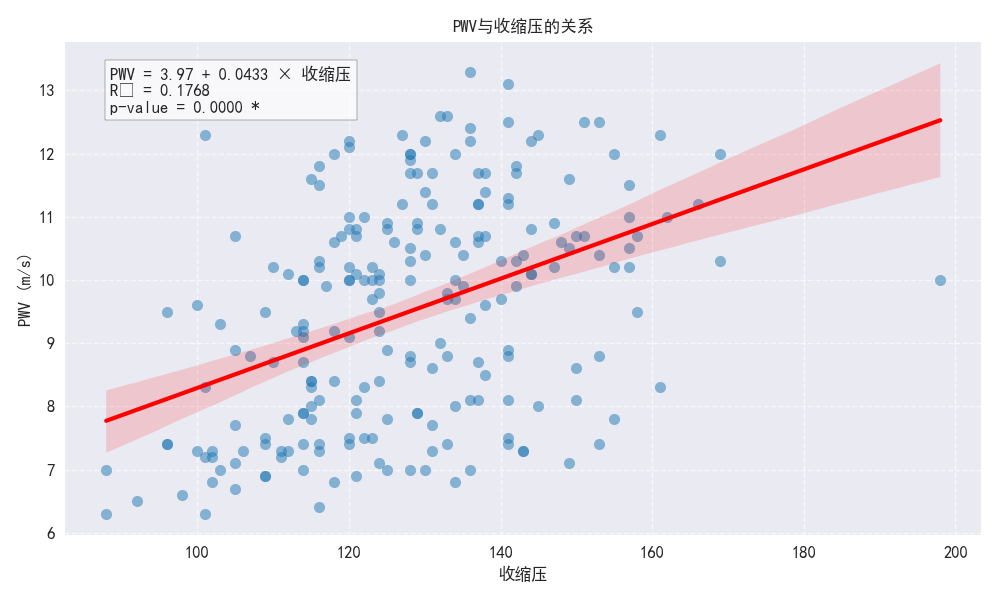 PWV与收缩压的关系
PWV = 3.97 + 0.0433 × 收缩压
R□ = 0.1768
p-value = 0.0000 *
PWV (m/s)
13
12
11
10
9
8
7
6
100 120 140 160 180 200
收缩压